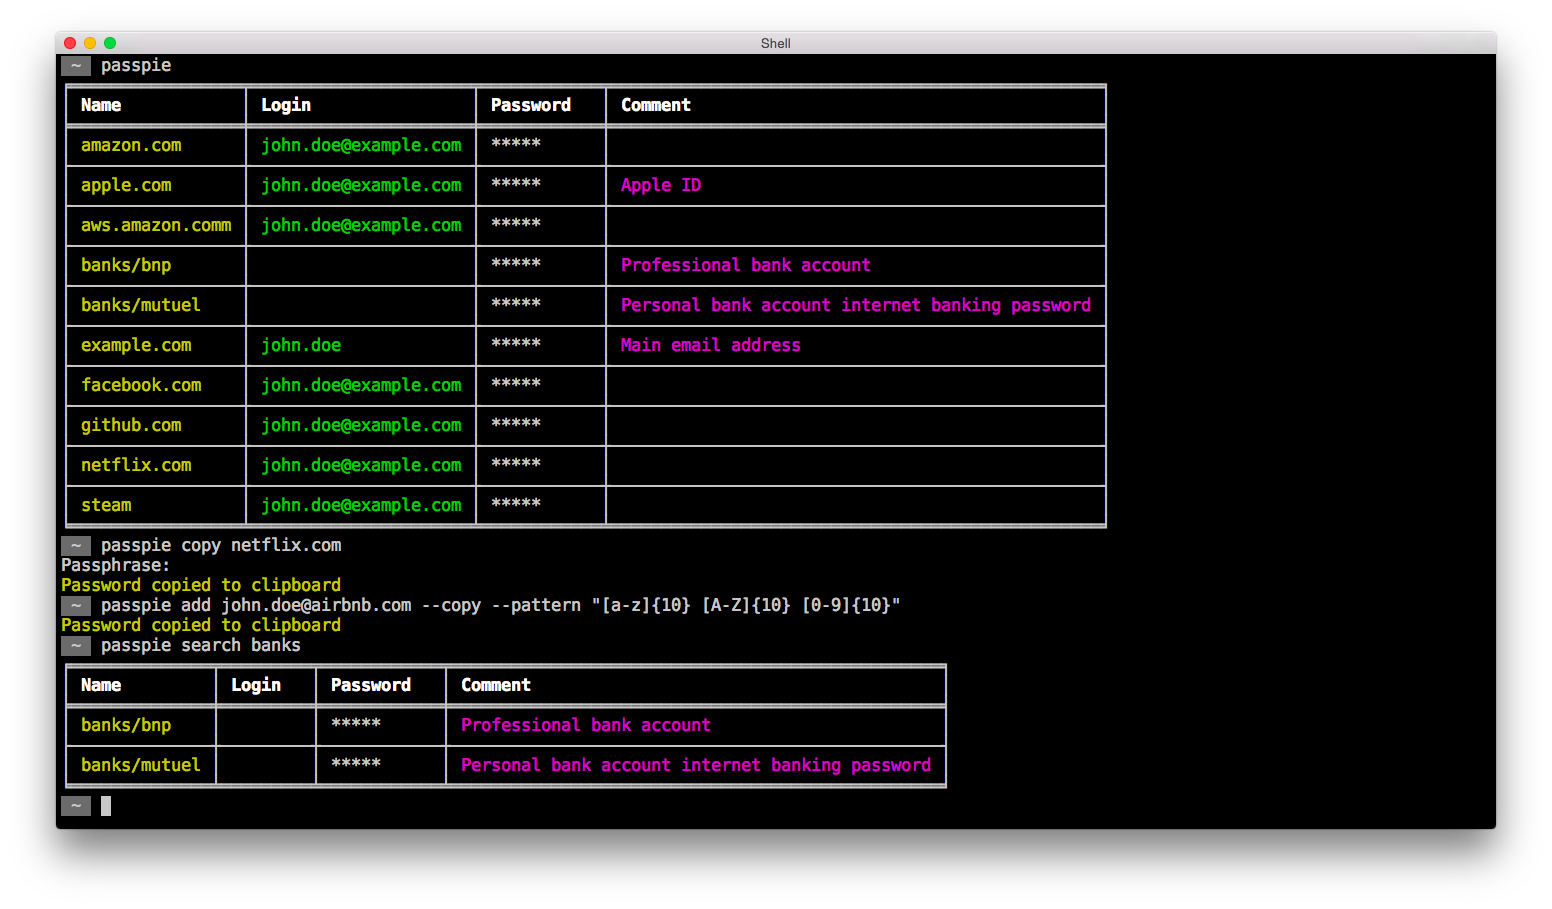 Shell
~ passpie
Name Login Password Comment
amazon.com john.doe@example.com *****
apple.com john.doe@example.com ***** Apple ID
aws.amazon.comm john.doe@example.com *****
banks/bnp ***** Professional bank account
banks/mutuel ***** Personal bank account internet banking password
example.com john.doe ***** Main email address
facebook.com john.doe@example.com *****
github.com john.doe@example.com *****
netflix.com john.doe@example.com *****
steam john.doe@example.com *****
~ passpie copy netflix.com
Passphrase:
Password copied to clipboard
~ passpie add john.doe@airbnb.com --copy --pattern "[a-z]{10} [A-Z]{10} [0-9]{10}"
Password copied to clipboard
~ passpie search banks
Name Login Password Comment
banks/bnp ***** Professional bank account
banks/mutuel ***** Personal bank account internet banking password
~